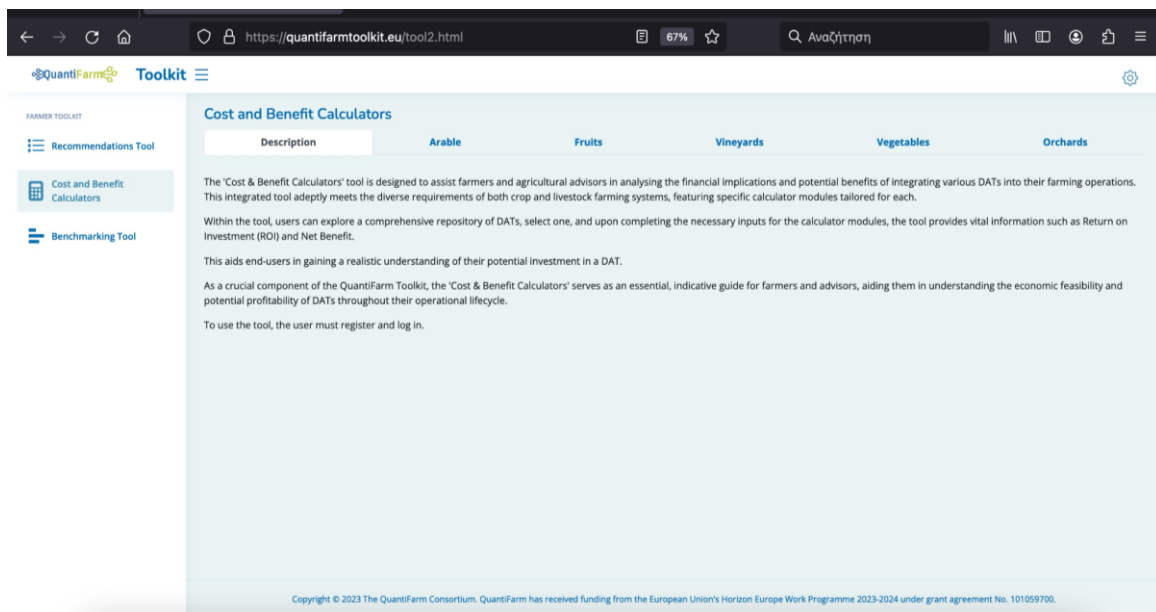 https://quantifarmtoolkit.eu/tool2.html
67%
Αναζήτηση
QuantiFarm
Toolkit
FARMER TOOLKIT
Recommendations Tool
Cost and Benefit
Calculators
Benchmarking Tool
Cost and Benefit Calculators
Description
Arable
Fruits
Vineyards
Vegetables
Orchards
The 'Cost & Benefit Calculators' tool is designed to assist farmers and agricultural advisors in analysing the financial implications and potential benefits of integrating various DATs into their farming operations.
This integrated tool adeptly meets the diverse requirements of both crop and livestock farming systems, featuring specific calculator modules tailored for each.
Within the tool, users can explore a comprehensive repository of DATs, select one, and upon completing the necessary inputs for the calculator modules, the tool provides vital information such as Return on
Investment (ROI) and Net Benefit.
This aids end-users in gaining a realistic understanding of their potential investment in a DAT.
As a crucial component of the QuantiFarm Toolkit, the 'Cost & Benefit Calculators' serves as an essential, indicative guide for farmers and advisors, aiding them in understanding the economic feasibility and
potential profitability of DATs throughout their operational lifecycle.
To use the tool, the user must register and log in.
Copyright © 2023 The QuantiFarm Consortium. QuantiFarm has received funding from the European Union's Horizon Europe Work Programme 2023-2024 under grant agreement No. 101059700.